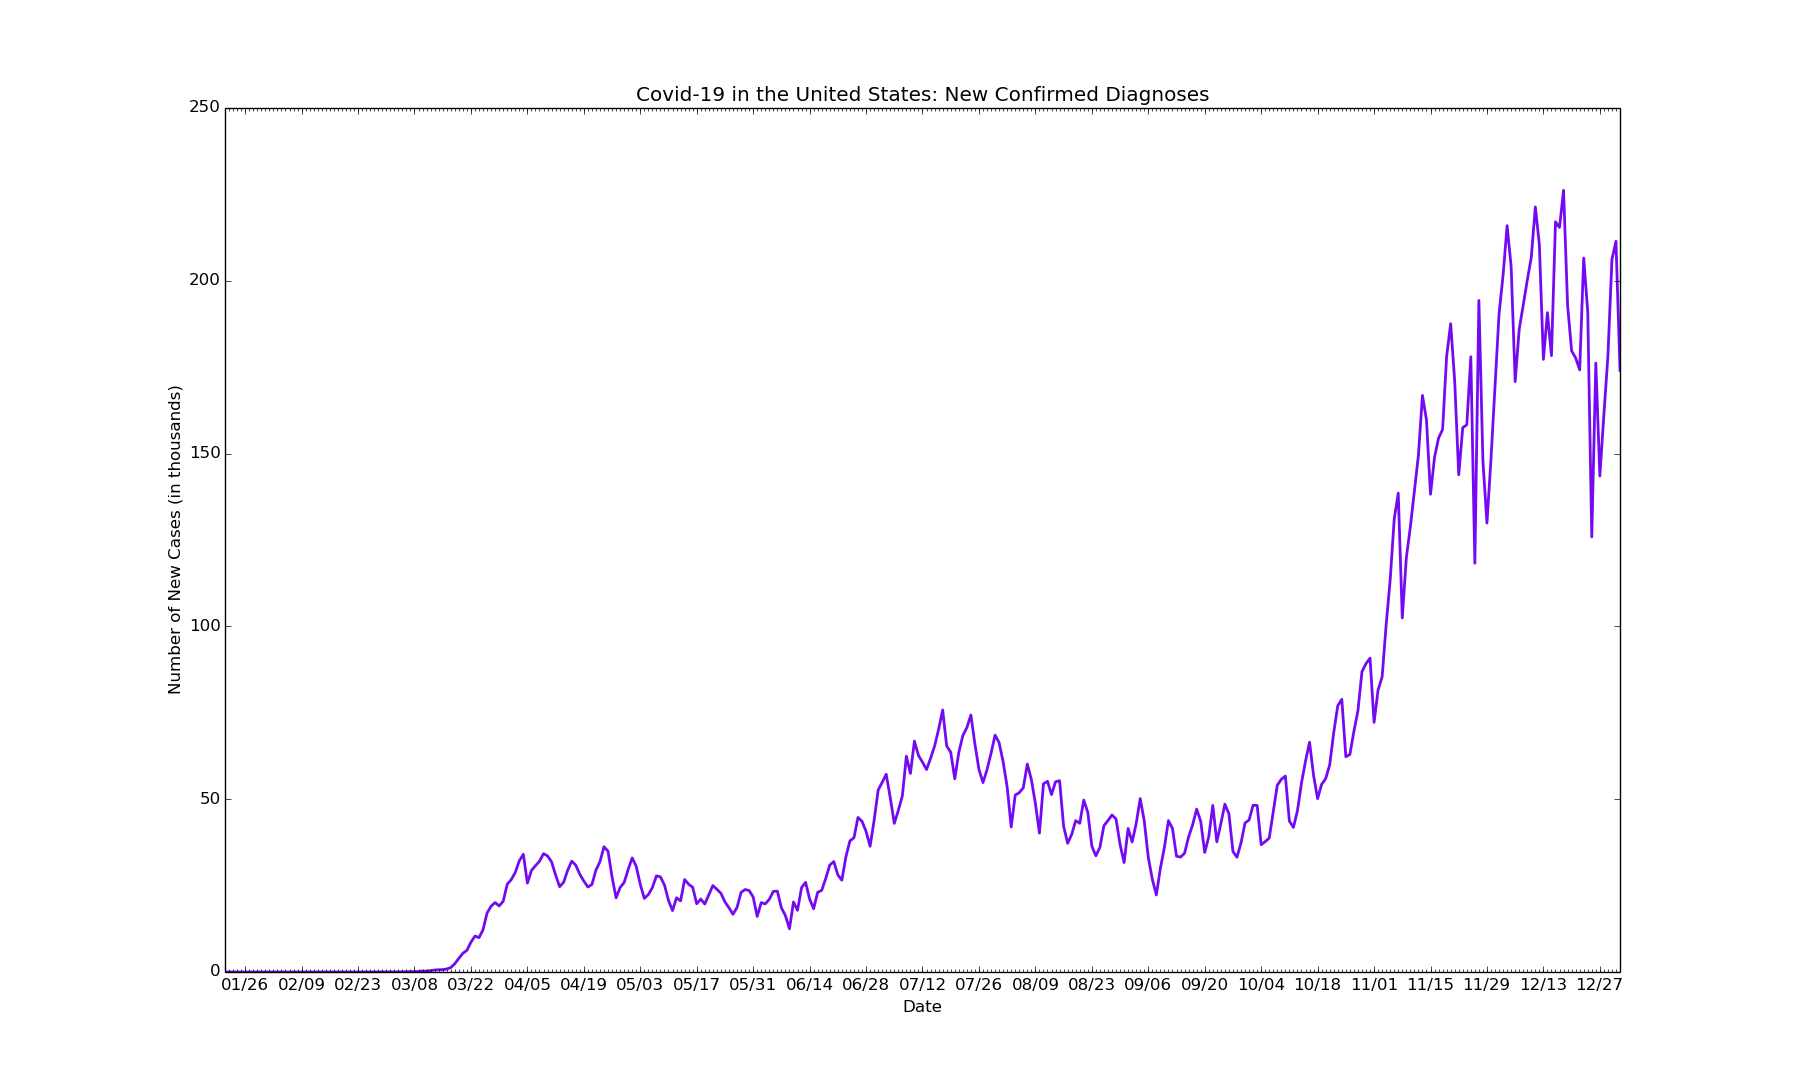 Covid-19 in the United States: New Confirmed Diagnoses
250
200
150
100
50
0
Number of New Cases (in thousands)
01/26 02/09 02/23 03/08 03/22 04/05 04/19 05/03 05/17 05/31 06/14 06/28 07/12 07/26 08/09 08/23 09/06 09/20 10/04 10/18 11/01 11/15 11/29 12/13 12/27
Date